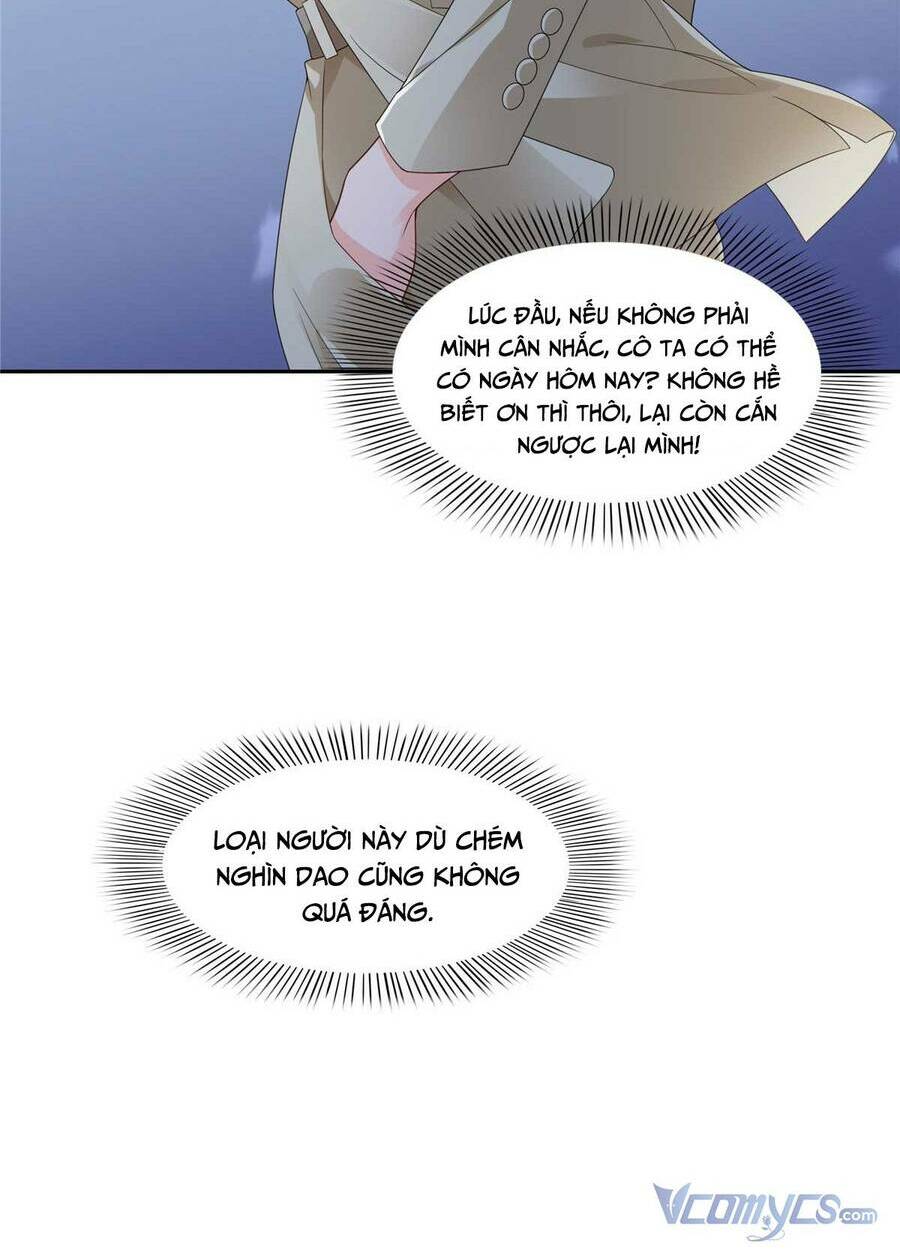 LÚC ĐẦU, NẾU KHÔNG PHẢI
MÌNH CÂN NHẮC, CÔ TA CÓ THỂ
CÓ NGÀY HÔM NAY? KHÔNG HỀ
BIẾT ƠN THÌ THÔI, LẠI CÒN CẮN
NGƯỢC LẠI MÌNH!
LOẠI NGƯỜI NÀY DÙ CHÉM
NGHÌN DAO CŨNG KHÔNG
QUÁ ĐÁNG.
VCOMYCS.com